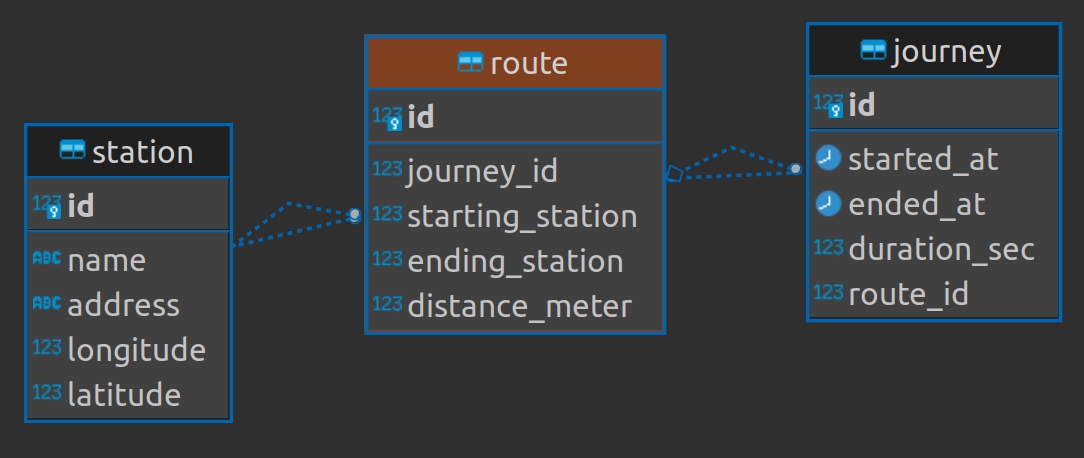 station
123 id
ABC name
ABC address
123 longitude
123 latitude
route
123 id
123 journey_id
123 starting_station
123 ending_station
123 distance_meter
journey
123 id
started_at
ended_at
123 duration_sec
123 route_id